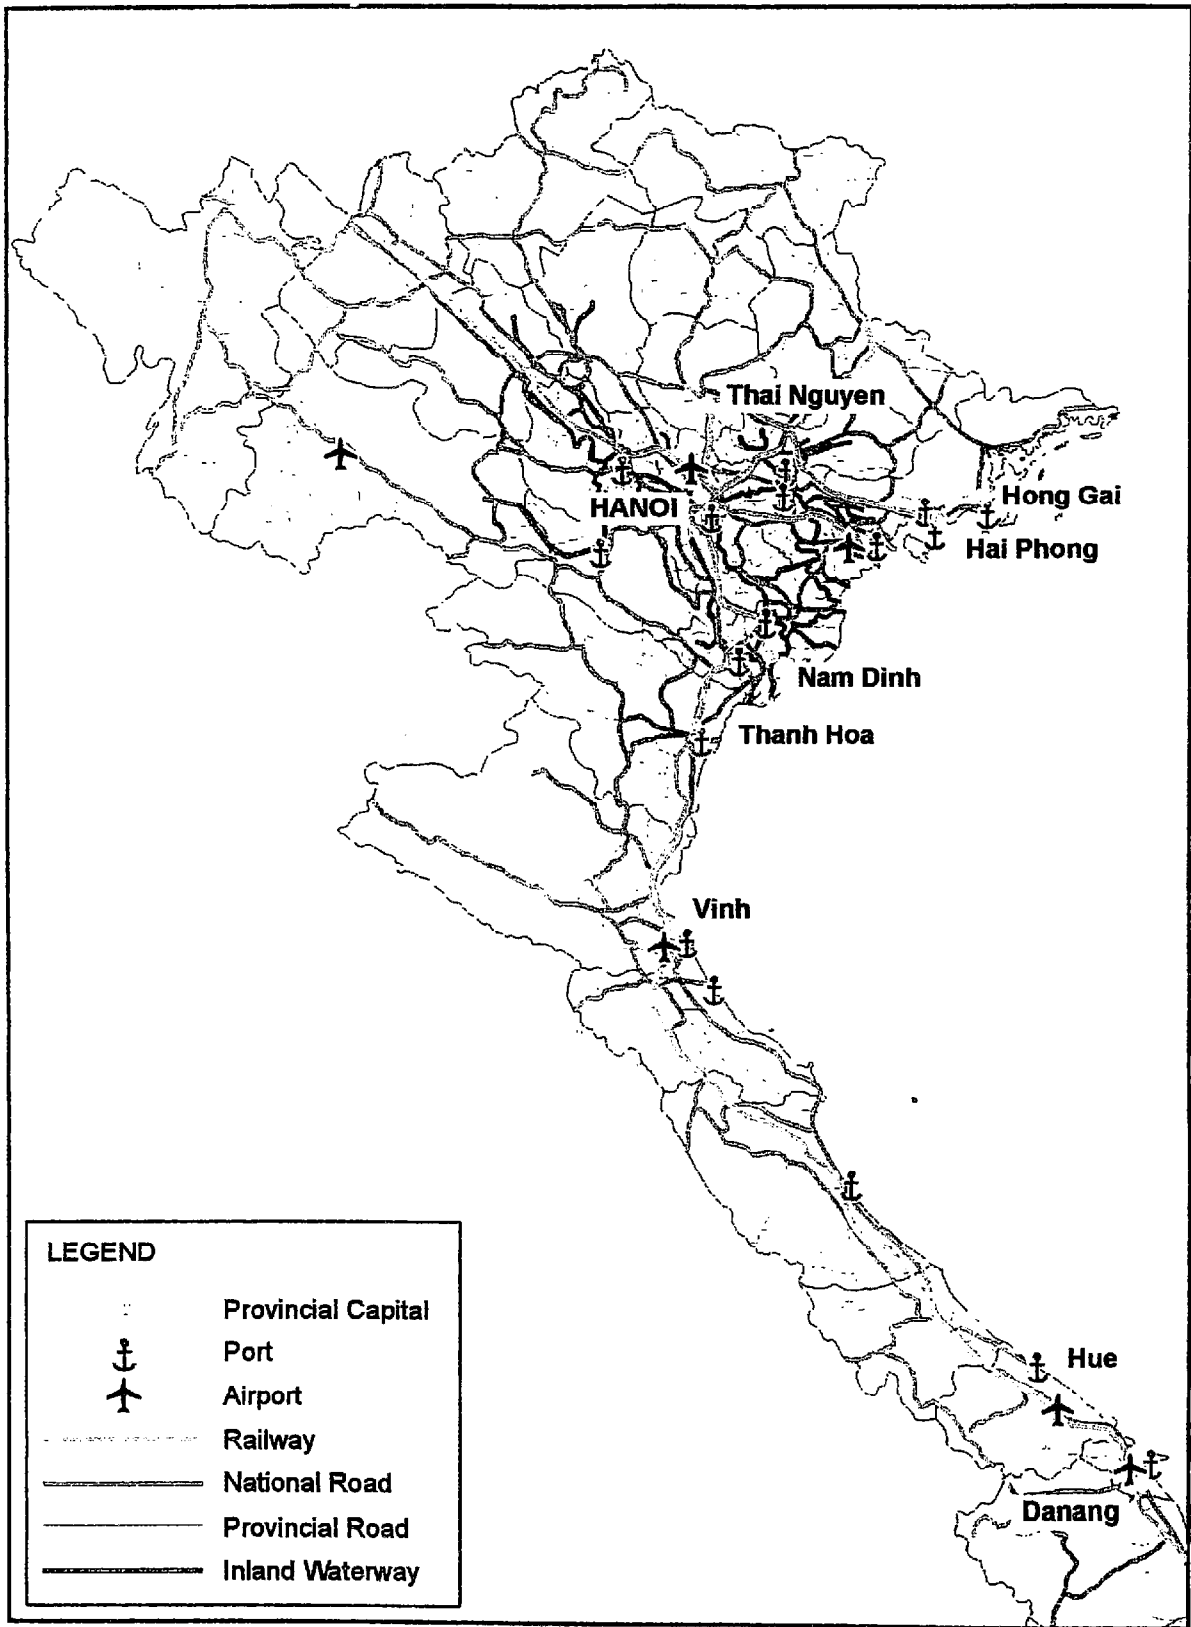 Thai Nguyen
HANOI
Hong Gai
Hai Phong
Nam Dinh
Thanh Hoa
Vinh
Hue
Danang
LEGEND
Provincial Capital
Port
Airport
Railway
National Road
Provincial Road
Inland Waterway